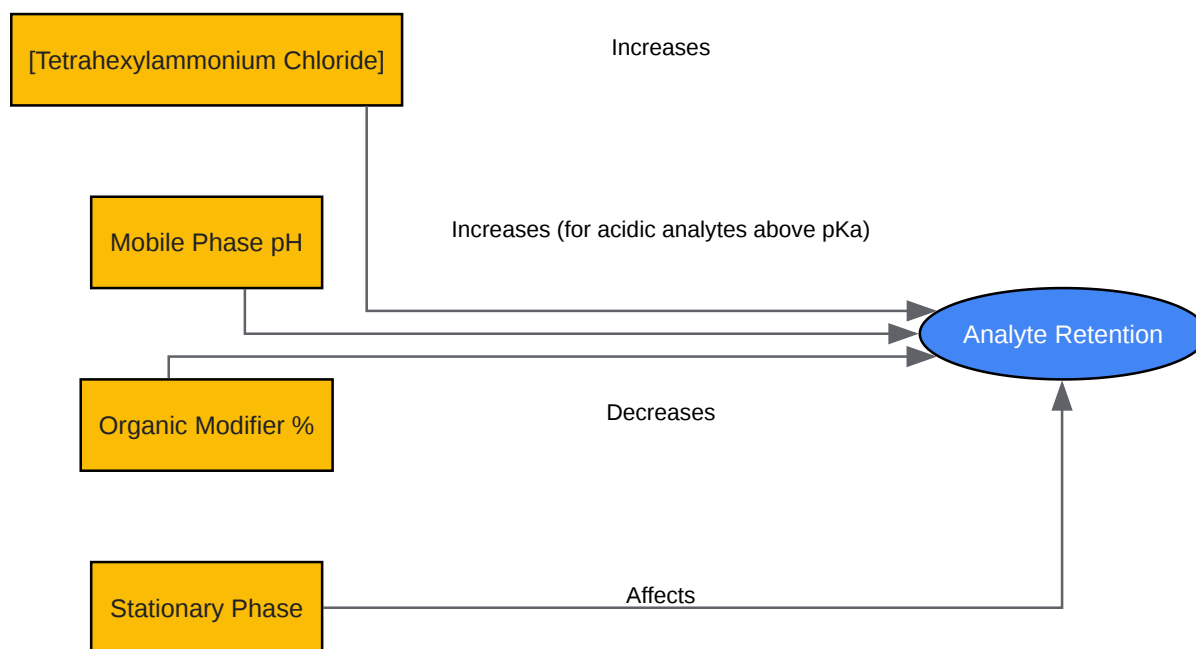 [Tetrahexylammonium Chloride]
Increases
Mobile Phase pH
Increases (for acidic analytes above pKa)
Analyte Retention
Organic Modifier %
Decreases
Stationary Phase
Affects